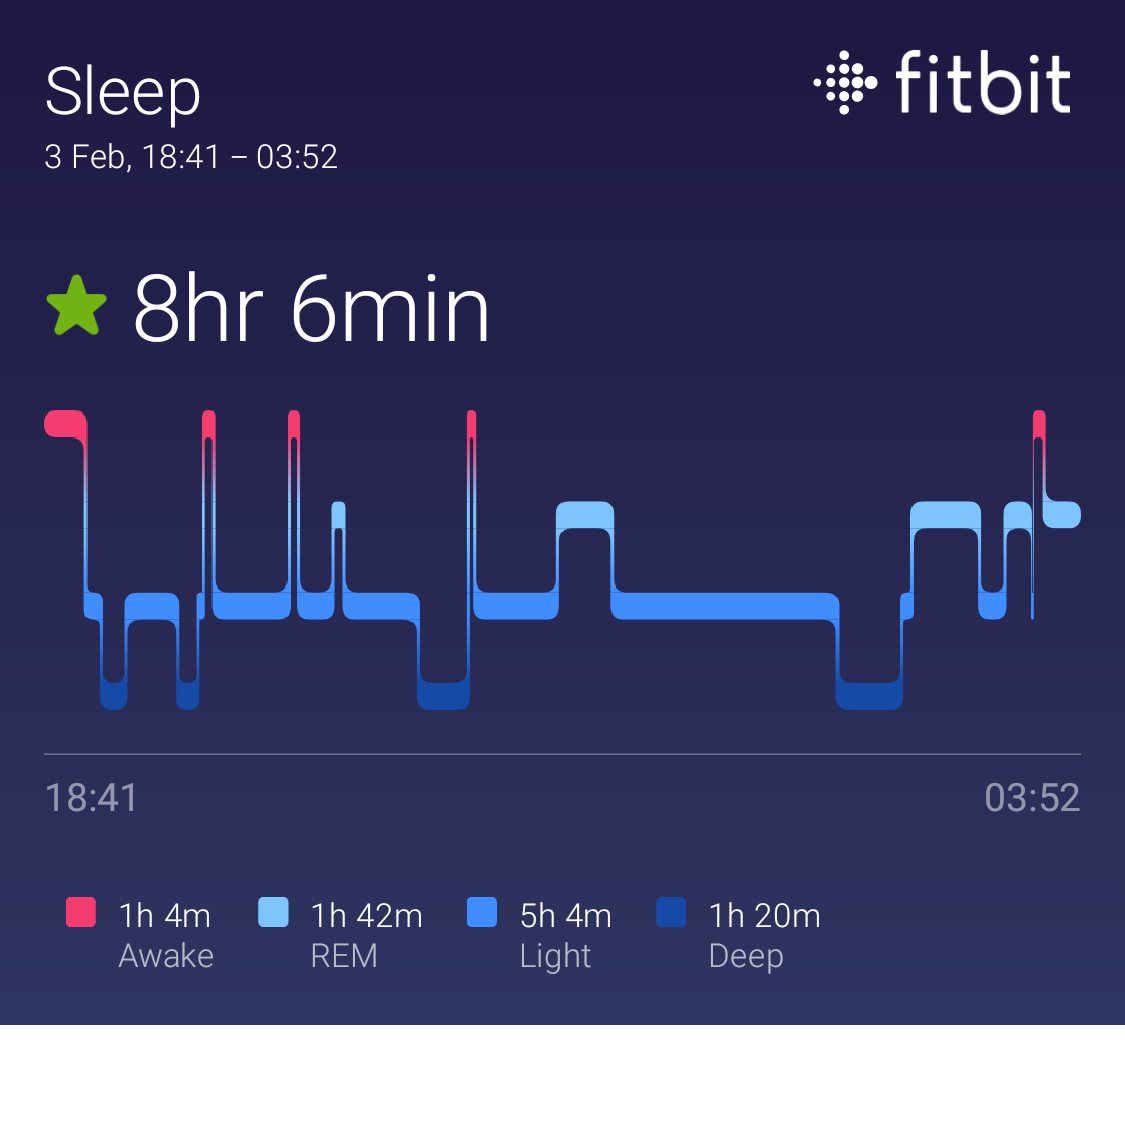 Sleep
fitbit
3 Feb, 18:41 – 03:52
8hr 6min
18:41
03:52
1h 4m
Awake
1h 42m
REM
5h 4m
Light
1h 20m
Deep